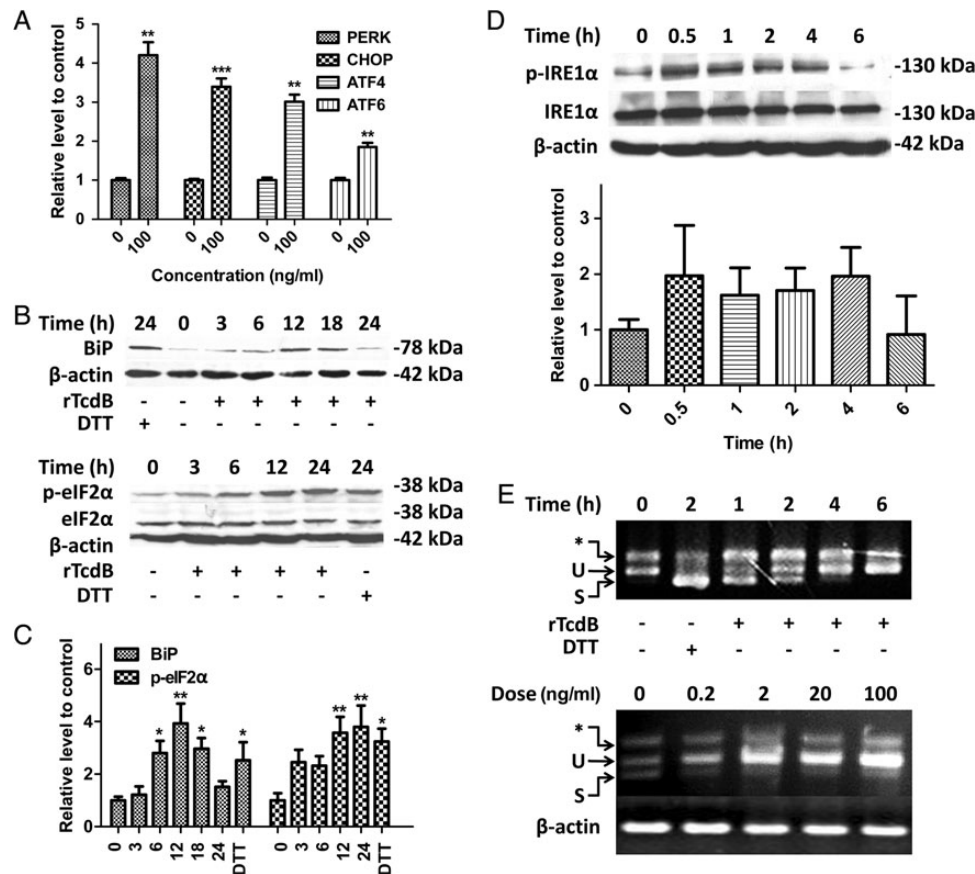 A
Relative level to control
5
4
3
2
1
0
** *** ** **
PERK
CHOP
ATF4
ATF6
0 100 0 100 0 100 0 100
Concentration (ng/ml)
B
Time (h) 24 0 3 6 12 18 24
BiP -78 kDa
β-actin -42 kDa
rTcdB - - + + + + +
DTT + - - - - - -
Time (h) 0 3 6 12 24 24
p-eIF2α -38 kDa
eIF2α -38 kDa
β-actin -42 kDa
rTcdB - + + + + -
DTT - - - - - +
C
Relative level to control
6
4
2
0
BiP
p-eIF2α
* ** * * ** ** *
0 3 6 12 18 24 DTT 0 3 6 12 24 DTT
D
Time (h) 0 0.5 1 2 4 6
p-IRE1α -130 kDa
IRE1α -130 kDa
β-actin -42 kDa
Relative level to control
3
2
1
0
0 0.5 1 2 4 6
Time (h)
E
Time (h) 0 2 1 2 4 6
*
U
S
rTcdB - - + + + +
DTT - + - - - -
Dose (ng/ml) 0 0.2 2 20 100
*
U
S
β-actin